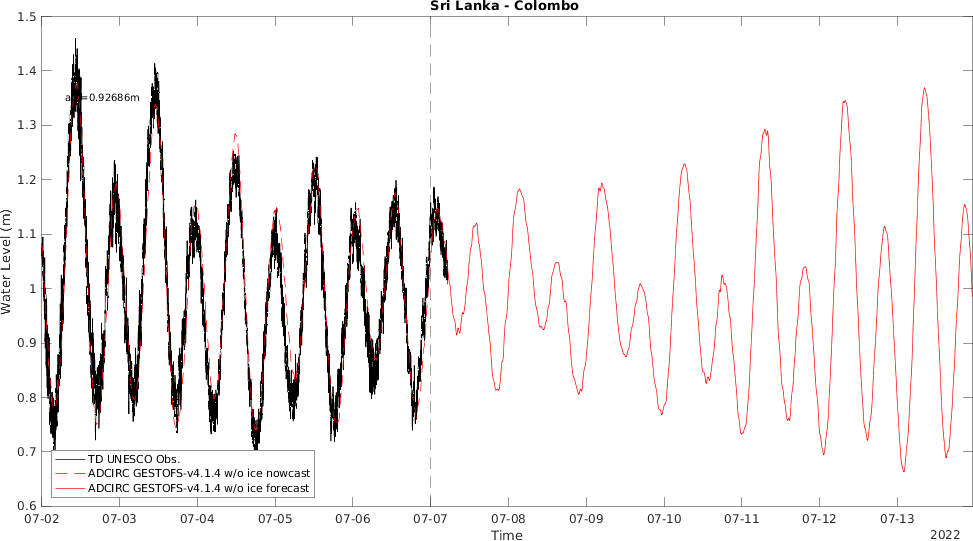 Sri Lanka - Colombo
1.5
1.4
1.3
1.2
1.1
1
0.9
0.8
0.7
0.6
Water Level (m)
=0.92686m
TD UNESCO Obs.
ADCIRC GESTOFS-v4.1.4 w/o ice nowcast
ADCIRC GESTOFS-v4.1.4 w/o ice forecast
07-02 07-03 07-04 07-05 07-06 07-07 07-08 07-09 07-10 07-11 07-12 07-13
Time
2022